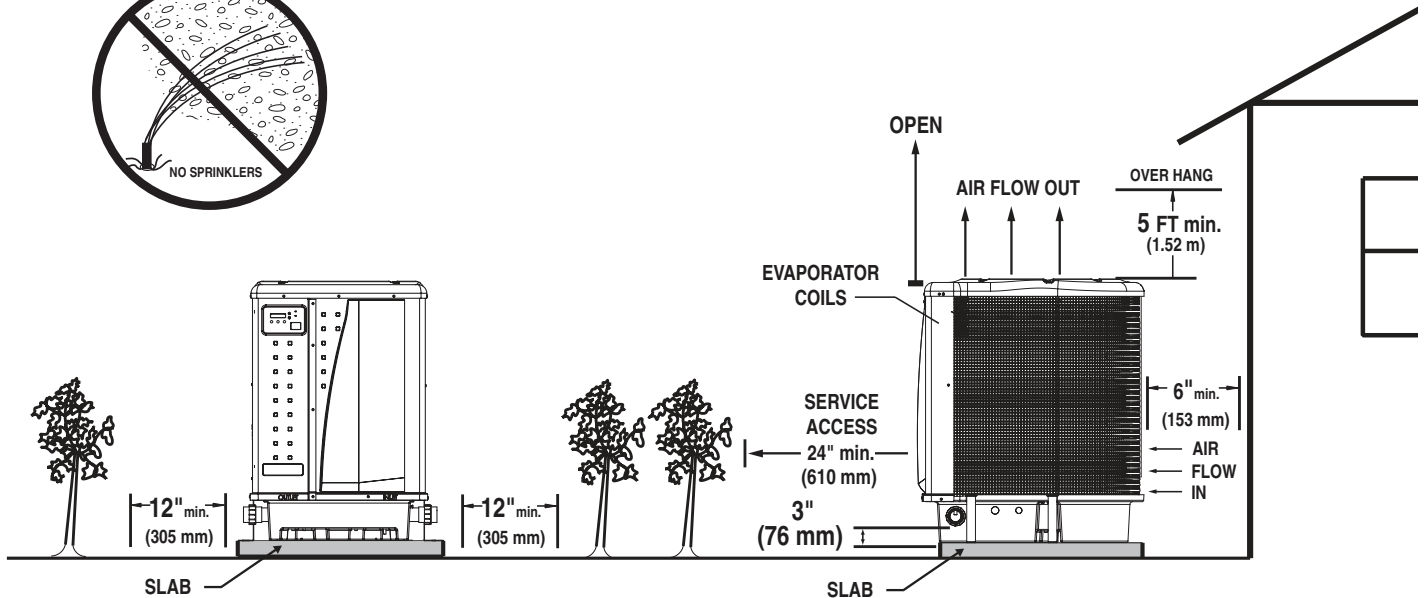 NO SPRINKLERS
OPEN
AIR FLOW OUT
OVER HANG
5 FT min.
(1.52 m)
EVAPORATOR
COILS
SERVICE
ACCESS
24" min.
(610 mm)
6" min.
(153 mm)
AIR
FLOW
IN
OUTLET
INLET
12" min.
(305 mm)
12" min.
(305 mm)
3"
(76 mm)
SLAB
SLAB